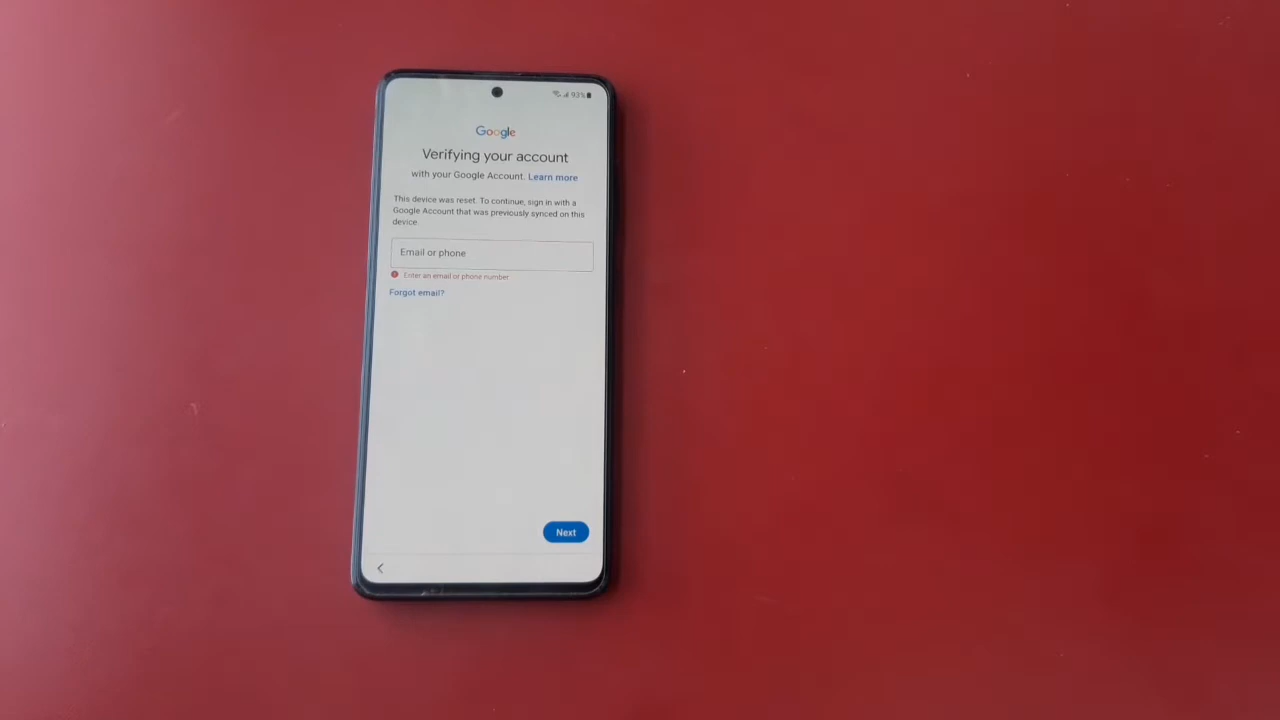 93%
Google
Verifying your account
with your Google Account. Learn more
This device was reset. To continue, sign in with a
Google Account that was previously synced on this
device.
Email or phone
Enter an email or phone number
Forgot email?
Next